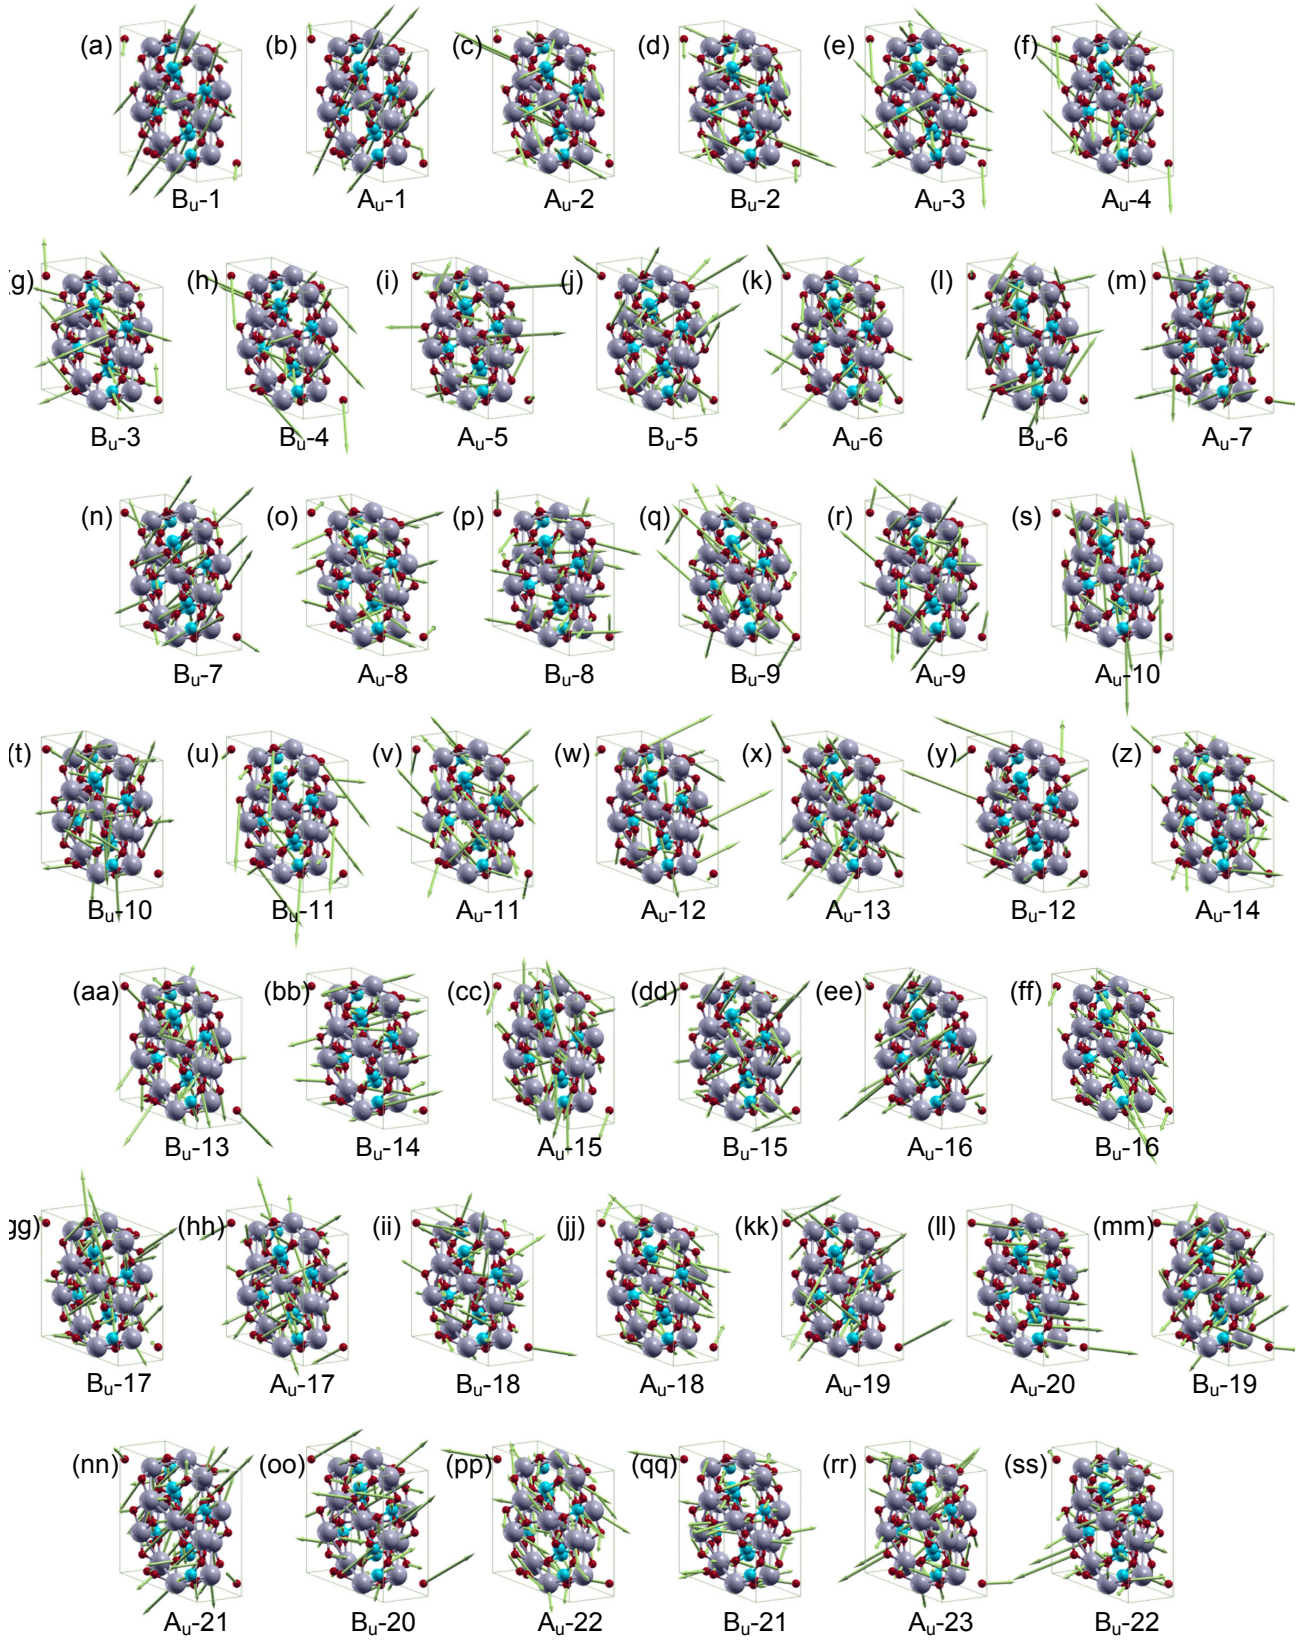 (a) (b) (c) (d) (e) (f)
Bu-1 Au-1 Au-2 Bu-2 Au-3 Au-4
(g) (h) (i) (j) (k) (l) (m)
Bu-3 Bu-4 Au-5 Bu-5 Au-6 Bu-6 Au-7
(n) (o) (p) (q) (r) (s)
Bu-7 Au-8 Bu-8 Bu-9 Au-9 Au-10
(t) (u) (v) (w) (x) (y) (z)
Bu-10 Bu-11 Au-11 Au-12 Au-13 Bu-12 Au-14
(aa) (bb) (cc) (dd) (ee) (ff)
Bu-13 Bu-14 Au-15 Bu-15 Au-16 Bu-16
gg) (hh) (ii) (jj) (kk) (ll) (mm)
Bu-17 Au-17 Bu-18 Au-18 Au-19 Au-20 Bu-19
(nn) (oo) (pp) (qq) (rr) (ss)
Au-21 Bu-20 Au-22 Bu-21 Au-23 Bu-22